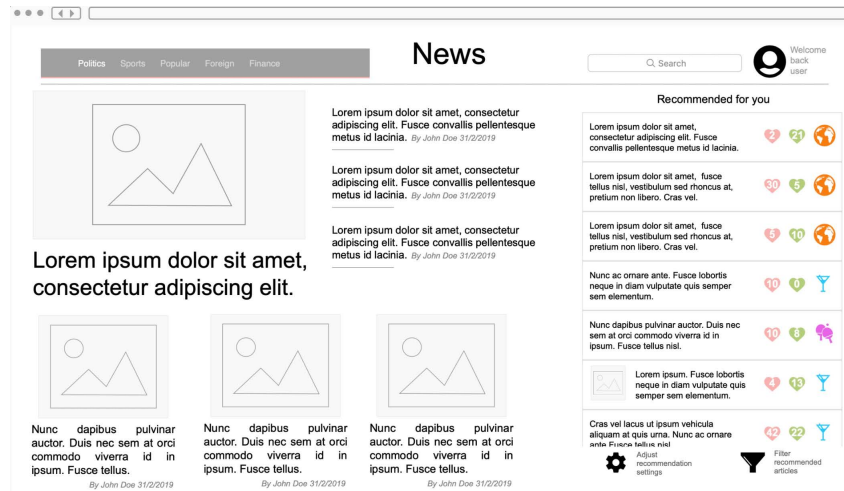 News
Politics Sports Popular Foreign Finance
Search
Welcome
back
user
Lorem ipsum dolor sit amet,
consectetur adipiscing elit.
Lorem ipsum dolor sit amet, consectetur
adipiscing elit. Fusce convallis pellentesque
metus id lacinia. By John Doe 31/2/2019
Lorem ipsum dolor sit amet, consectetur
adipiscing elit. Fusce convallis pellentesque
metus id lacinia. By John Doe 31/2/2019
Lorem ipsum dolor sit amet, consectetur
adipiscing elit. Fusce convallis pellentesque
metus id lacinia. By John Doe 31/2/2019
Nunc dapibus pulvinar
auctor. Duis nec sem at orci
commodo viverra id in
ipsum. Fusce tellus.
By John Doe 31/2/2019
Nunc dapibus pulvinar
auctor. Duis nec sem at orci
commodo viverra id in
ipsum. Fusce tellus.
By John Doe 31/2/2019
Nunc dapibus pulvinar
auctor. Duis nec sem at orci
commodo viverra id in
ipsum. Fusce tellus.
By John Doe 31/2/2019
Recommended for you
Lorem ipsum dolor sit amet,
consectetur adipiscing elit. Fusce
convallis pellentesque metus id lacinia.
2 21
Lorem ipsum dolor sit amet, fusce
tellus nisl, vestibulum sed rhoncus at,
pretium non libero. Cras vel.
30 5
Lorem ipsum dolor sit amet, fusce
tellus nisl, vestibulum sed rhoncus at,
pretium non libero. Cras vel.
5 10
Nunc ac ornare ante. Fusce lobortis
neque in diam vulputate quis semper
sem elementum.
10 0
Nunc dapibus pulvinar auctor. Duis nec
sem at orci commodo viverra id in
ipsum. Fusce tellus nisl.
10 8
Lorem ipsum. Fusce lobortis
neque in diam vulputate quis
semper sem elementum.
4 13
Cras vel lacus ut ipsum vehicula
aliquam at quis urna. Nunc ac ornare
ante Fusce tellus nisl
42 22
Adjust
recommendation
settings
Filter
recommended
articles